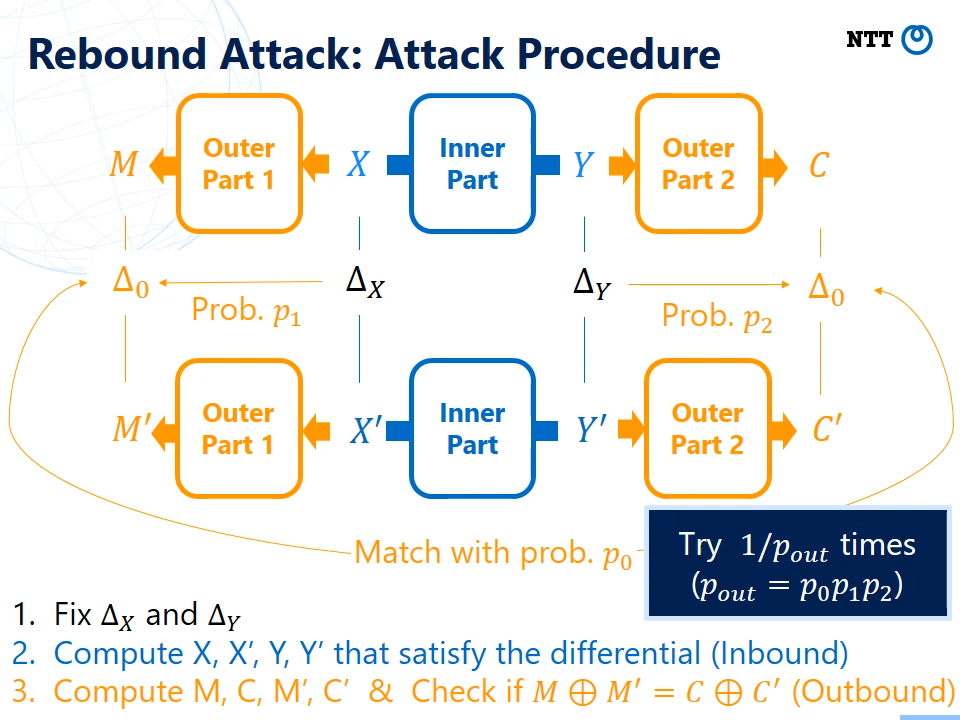 Rebound Attack: Attack Procedure
NTT
M
Outer
Part 1
X
Inner
Part
Y
Outer
Part 2
C
Δ₀
Δ_X
Δ_Y
Δ₀
Prob. p₁
Prob. p₂
M′
Outer
Part 1
X′
Inner
Part
Y′
Outer
Part 2
C′
Match with prob. p₀
Try 1/p_out times
(p_out = p₀p₁p₂)
1. Fix Δ_X and Δ_Y
2. Compute X, X’, Y, Y’ that satisfy the differential (Inbound)
3. Compute M, C, M’, C’ & Check if M ⊕ M′ = C ⊕ C′ (Outbound)